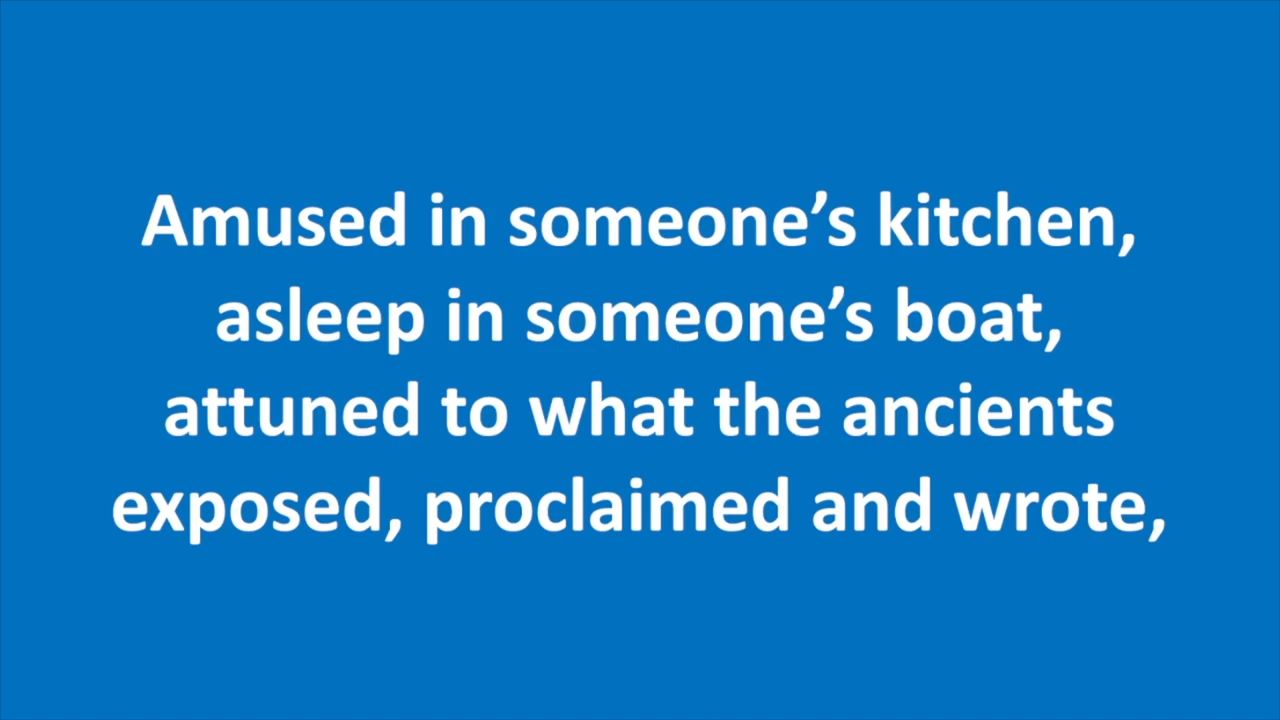 Amused in someone’s kitchen,
asleep in someone’s boat,
attuned to what the ancients
exposed, proclaimed and wrote,